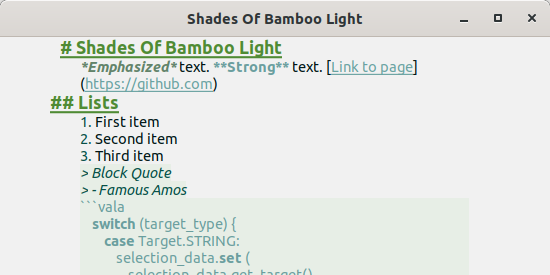 Shades Of Bamboo Light
# Shades Of Bamboo Light
*Emphasized* text. **Strong** text. [Link to page]
(https://github.com)
## Lists
1. First item
2. Second item
3. Third item
> Block Quote
> - Famous Amos
```vala
switch (target_type) {
case Target.STRING:
selection_data.set (
selection_data.get_target()